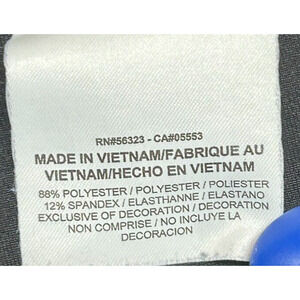 RN#56323 - CA#05553
MADE IN VIETNAM/FABRIQUE AU
VIETNAM/HECHO EN VIETNAM
88% POLYESTER / POLYESTER / POLIESTER
12% SPANDEX / ELASTHANNE / ELASTANO
EXCLUSIVE OF DECORATION / DECORATION
NON COMPRISE / NO INCLUYE LA
DECORACION